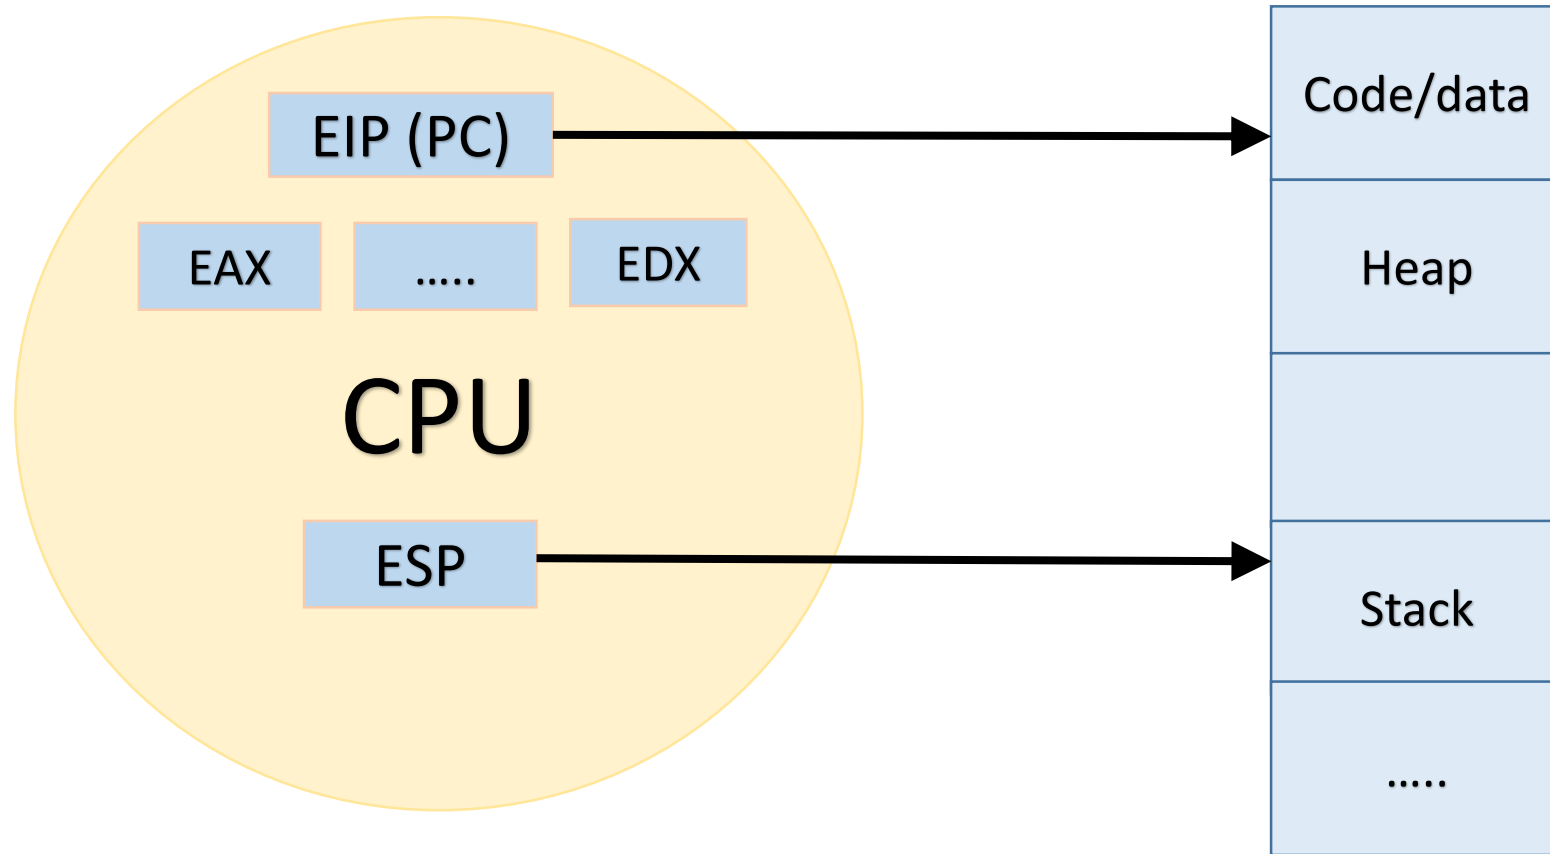 EIP (PC)
EAX
…..
EDX
CPU
ESP
Code/data
Heap
Stack
…..